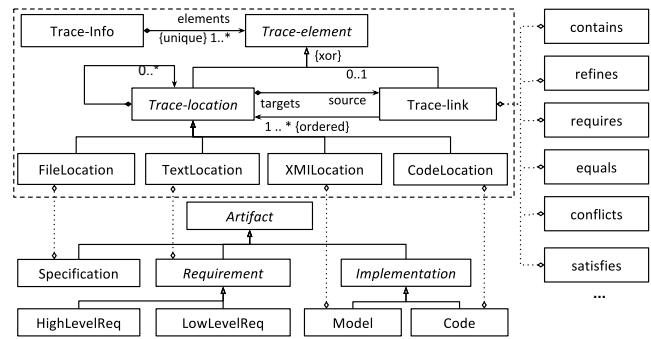 elements
Trace-Info
Trace-element
contains
{unique} 1..*
{xor}
0..*
0..1
refines
Trace-location
targets
source
Trace-link
requires
1 .. * {ordered}
FileLocation
TextLocation
XMILocation
CodeLocation
equals
Artifact
conflicts
Specification
Requirement
Implementation
satisfies
...
HighLevelReq
LowLevelReq
Model
Code